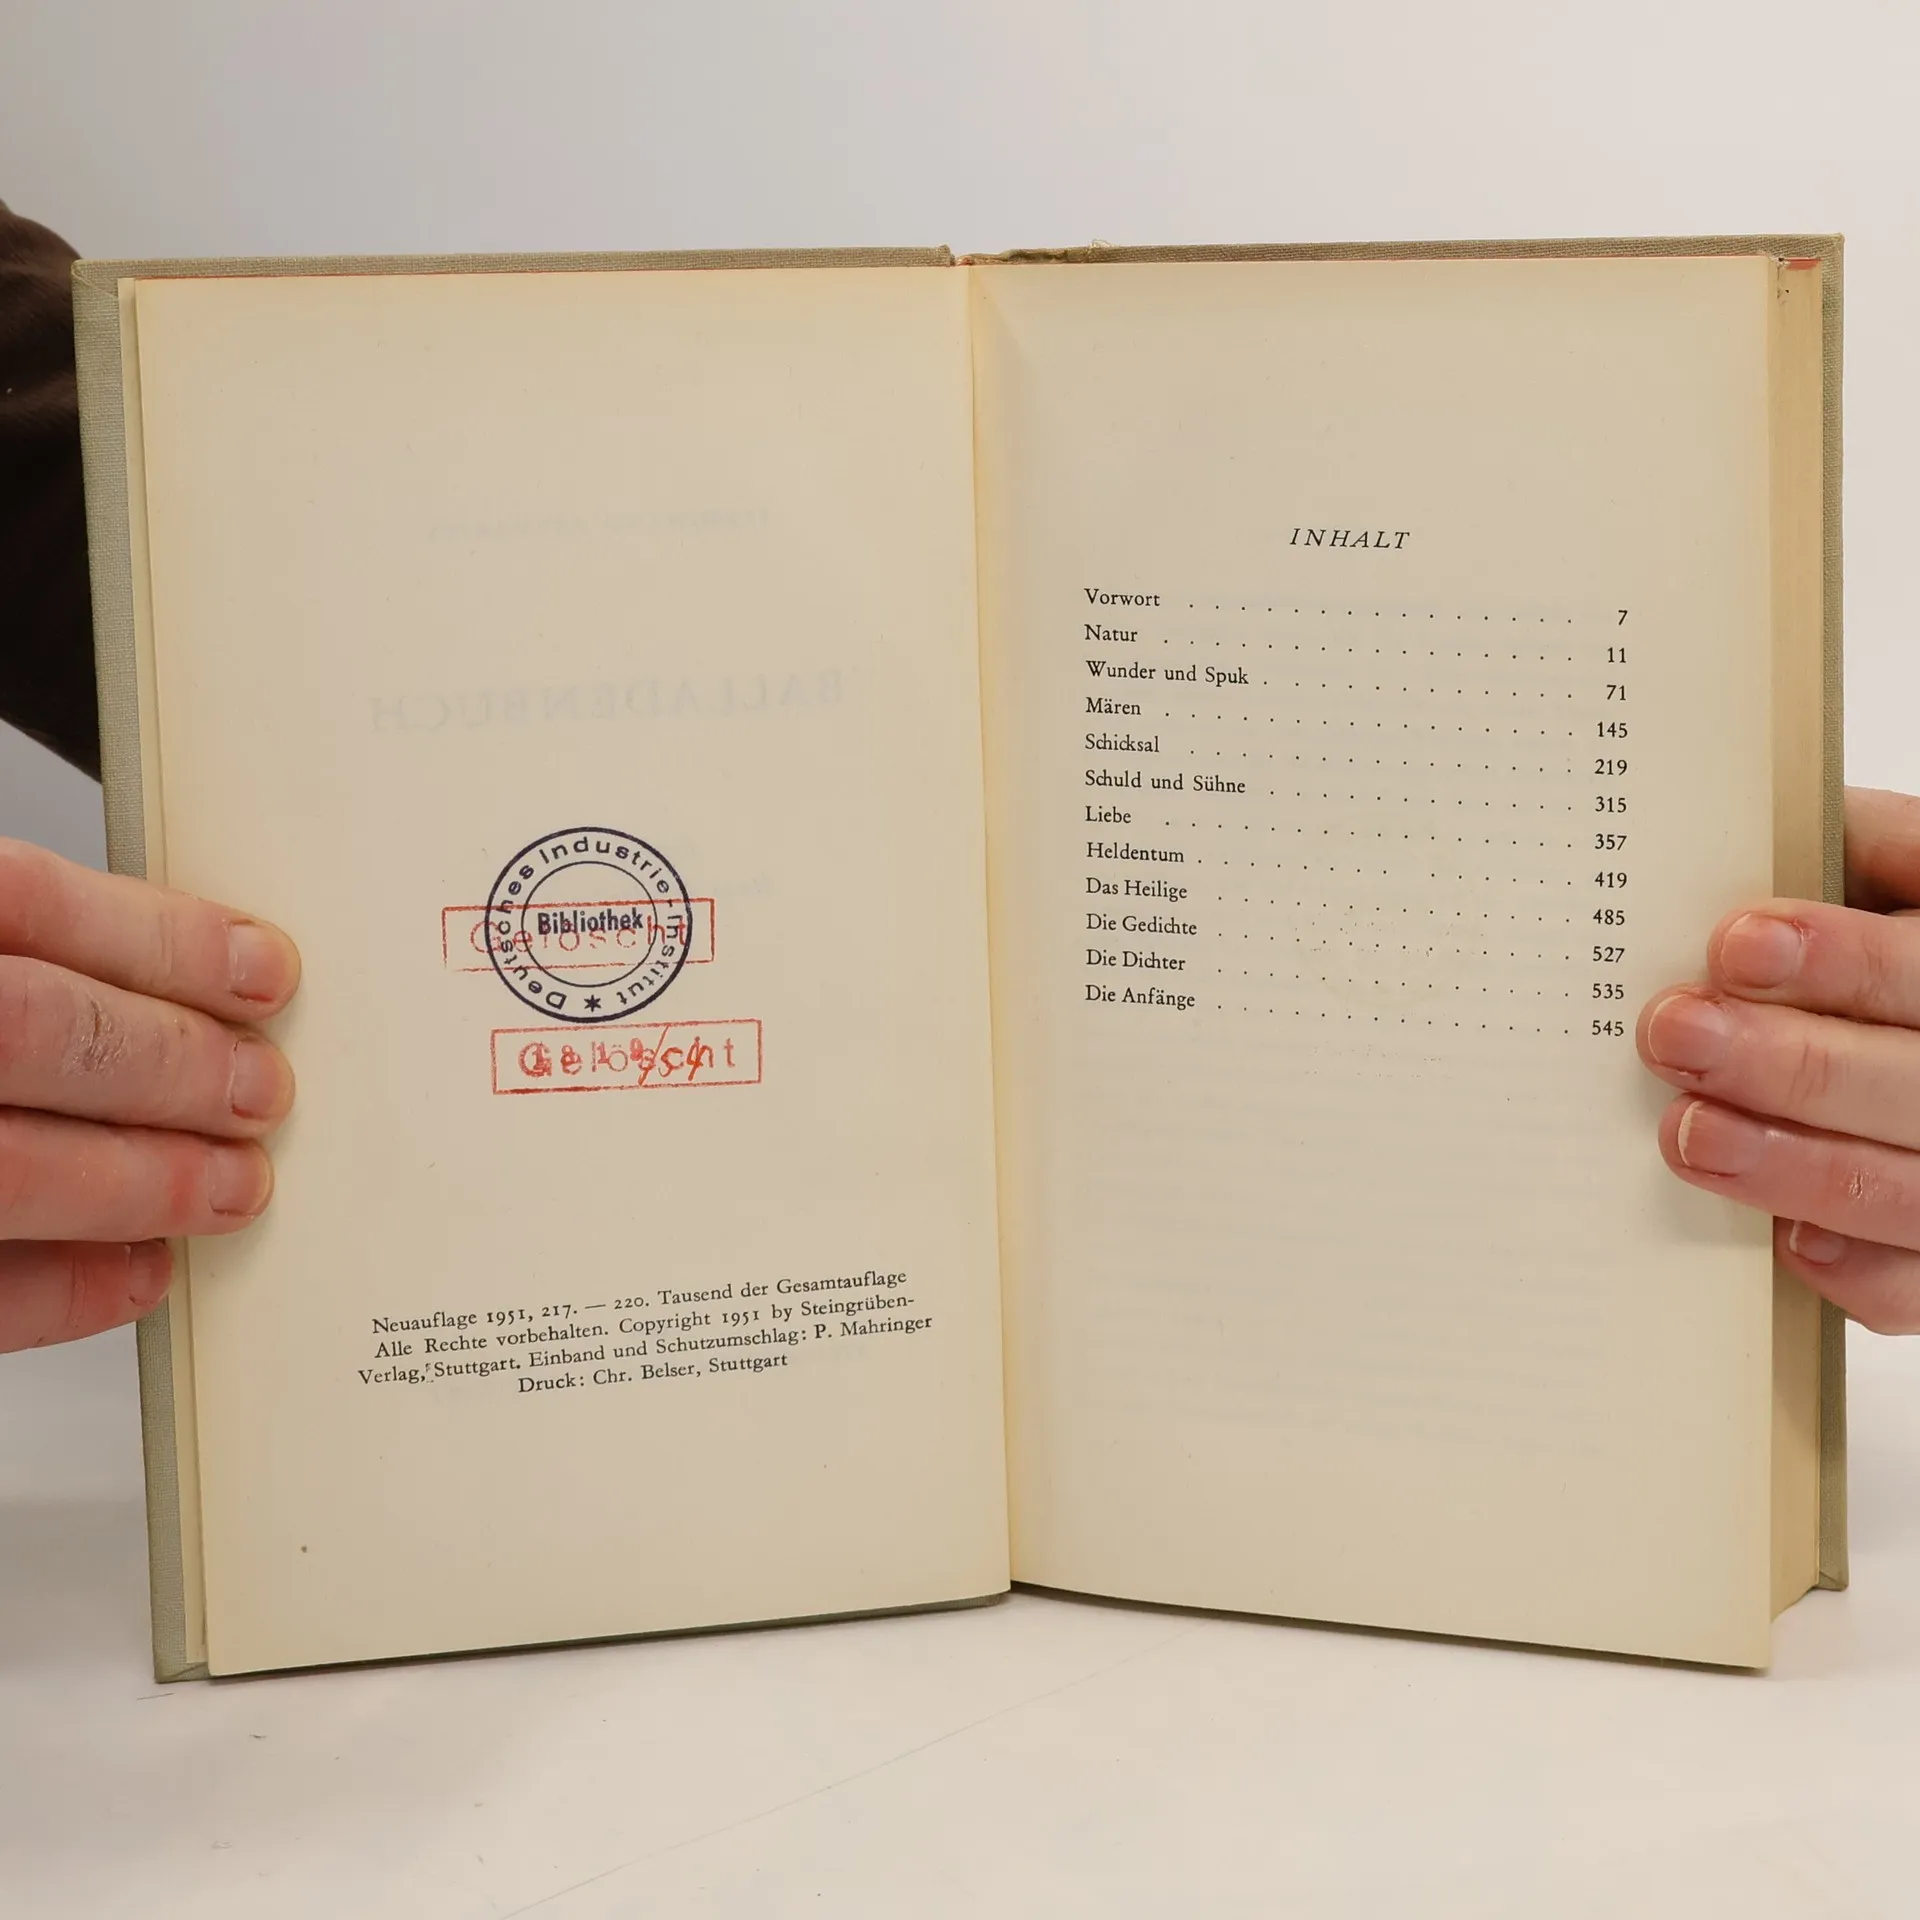 BALLADENBUCH
Deutsches Industrie-Institut
Bibliothek
Gelöscht
Gelöscht
Neuauflage 1951, 217. — 220. Tausend der Gesamtauflage
Alle Rechte vorbehalten. Copyright 1951 by Steingrüben-
Verlag, Stuttgart. Einband und Schutzumschlag: P. Mahringer
Druck: Chr. Belser, Stuttgart
INHALT
Vorwort . . . . . . . . . . . . . . . 7
Natur . . . . . . . . . . . . . . . . 11
Wunder und Spuk . . . . . . . . . . . . 71
Mären . . . . . . . . . . . . . . . . 145
Schicksal . . . . . . . . . . . . . . . 219
Schuld und Sühne . . . . . . . . . . . . 315
Liebe . . . . . . . . . . . . . . . . 357
Heldentum . . . . . . . . . . . . . . 419
Das Heilige . . . . . . . . . . . . . . 485
Die Gedichte . . . . . . . . . . . . . . 527
Die Dichter . . . . . . . . . . . . . . 535
Die Anfänge . . . . . . . . . . . . . . 545